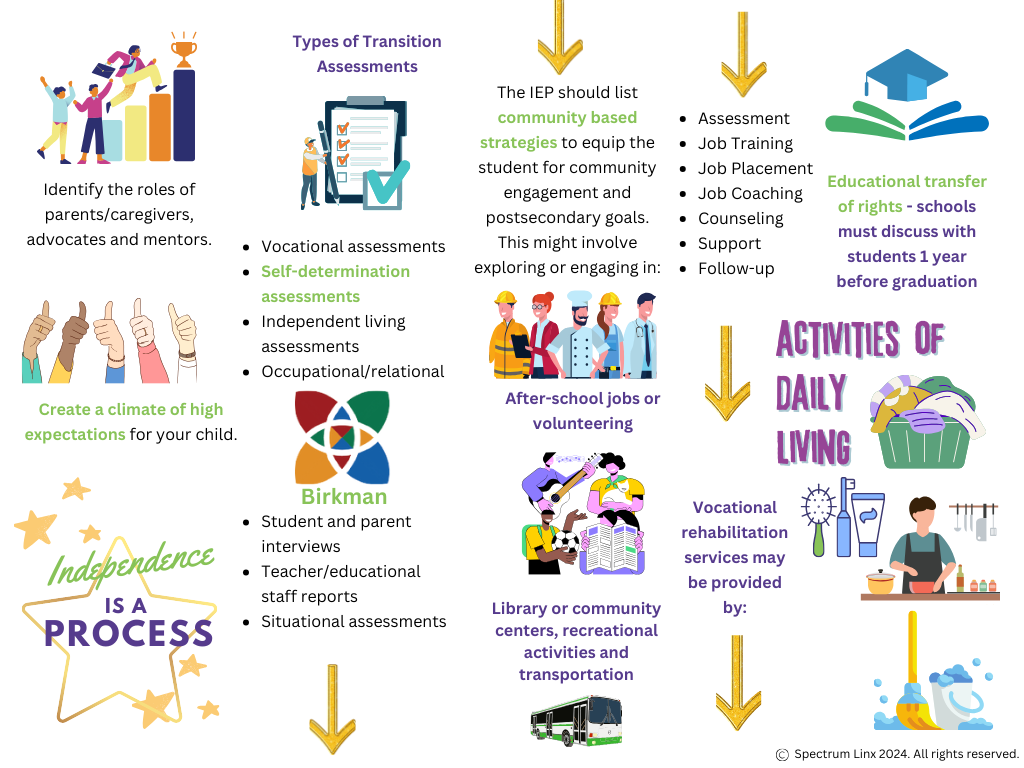 Identify the roles of
parents/caregivers,
advocates and mentors.
Create a climate of high
expectations for your child.
Independence
IS A
PROCESS
Types of Transition
Assessments
• Vocational assessments
• Self-determination
assessments
• Independent living
assessments
• Occupational/relational
Birkman
• Student and parent
interviews
• Teacher/educational
staff reports
• Situational assessments
The IEP should list
community based
strategies to equip the
student for community
engagement and
postsecondary goals.
This might involve
exploring or engaging in:
After-school jobs or
volunteering
Library or community
centers, recreational
activities and
transportation
• Assessment
• Job Training
• Job Placement
• Job Coaching
• Counseling
• Support
• Follow-up
Vocational
rehabilitation
services may
be provided
by:
Educational transfer
of rights - schools
must discuss with
students 1 year
before graduation
ACTIVITIES OF
DAILY
LIVING
© Spectrum Linx 2024. All rights reserved.